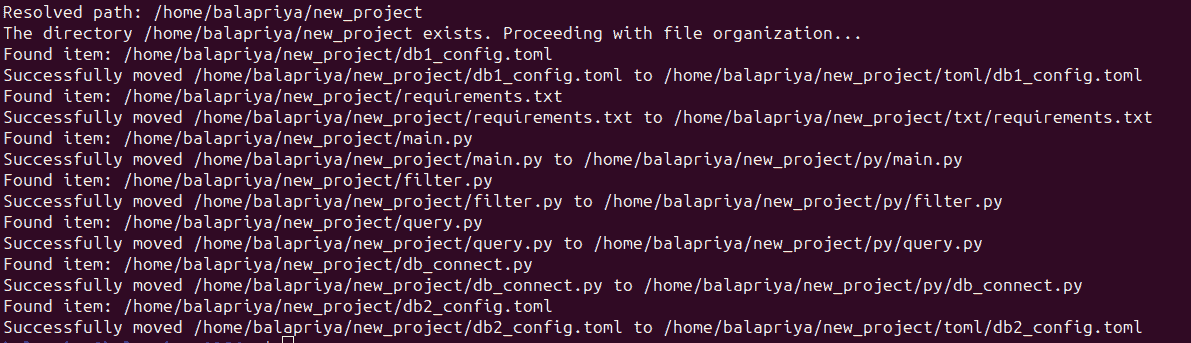 Resolved path: /home/balapriya/new_project
The directory /home/balapriya/new_project exists. Proceeding with file organization...
Found item: /home/balapriya/new_project/db1_config.toml
Successfully moved /home/balapriya/new_project/db1_config.toml to /home/balapriya/new_project/toml/db1_config.toml
Found item: /home/balapriya/new_project/requirements.txt
Successfully moved /home/balapriya/new_project/requirements.txt to /home/balapriya/new_project/txt/requirements.txt
Found item: /home/balapriya/new_project/main.py
Successfully moved /home/balapriya/new_project/main.py to /home/balapriya/new_project/py/main.py
Found item: /home/balapriya/new_project/filter.py
Successfully moved /home/balapriya/new_project/filter.py to /home/balapriya/new_project/py/filter.py
Found item: /home/balapriya/new_project/query.py
Successfully moved /home/balapriya/new_project/query.py to /home/balapriya/new_project/py/query.py
Found item: /home/balapriya/new_project/db_connect.py
Successfully moved /home/balapriya/new_project/db_connect.py to /home/balapriya/new_project/py/db_connect.py
Found item: /home/balapriya/new_project/db2_config.toml
Successfully moved /home/balapriya/new_project/db2_config.toml to /home/balapriya/new_project/toml/db2_config.toml